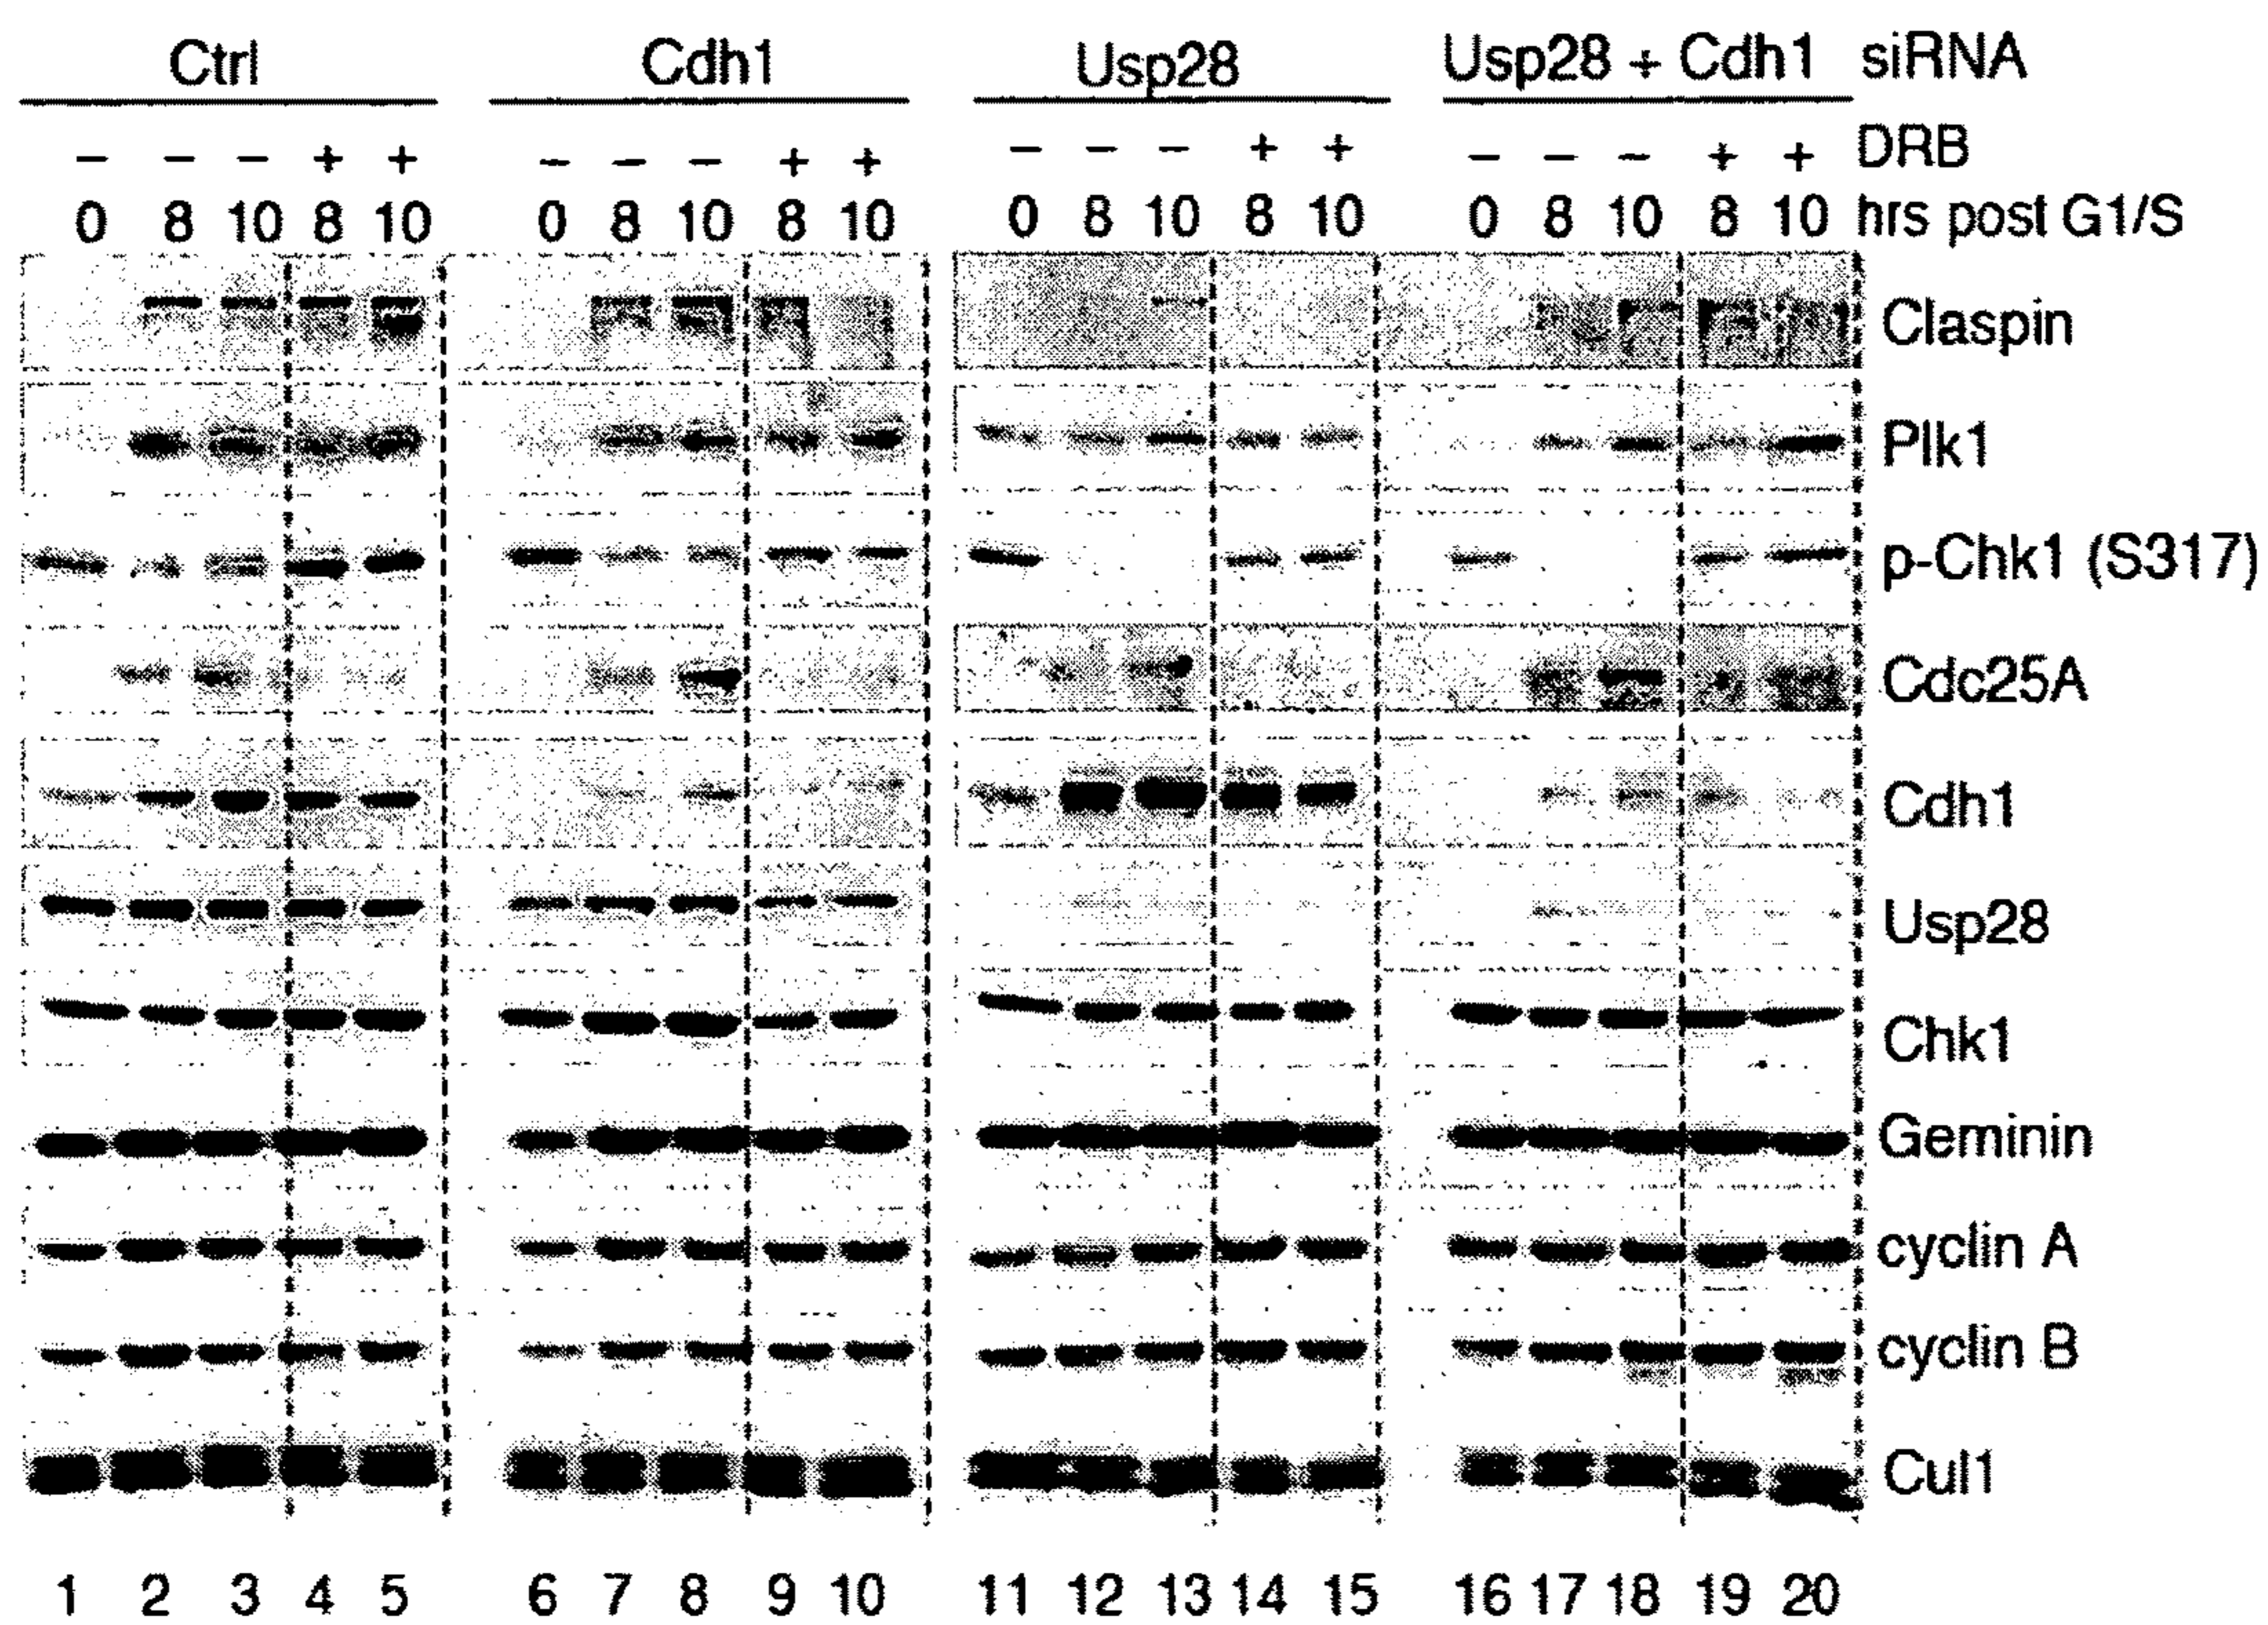 Ctrl Cdh1 Usp28 Usp28 + Cdh1 siRNA
− − − + + − − − + + − − − + + − − − + + DRB
0 8 10 8 10 0 8 10 8 10 0 8 10 8 10 0 8 10 8 10 hrs post G1/S
Claspin
Plk1
p-Chk1 (S317)
Cdc25A
Cdh1
Usp28
Chk1
Geminin
cyclin A
cyclin B
Cul1
1 2 3 4 5 6 7 8 9 10 11 12 13 14 15 16 17 18 19 20